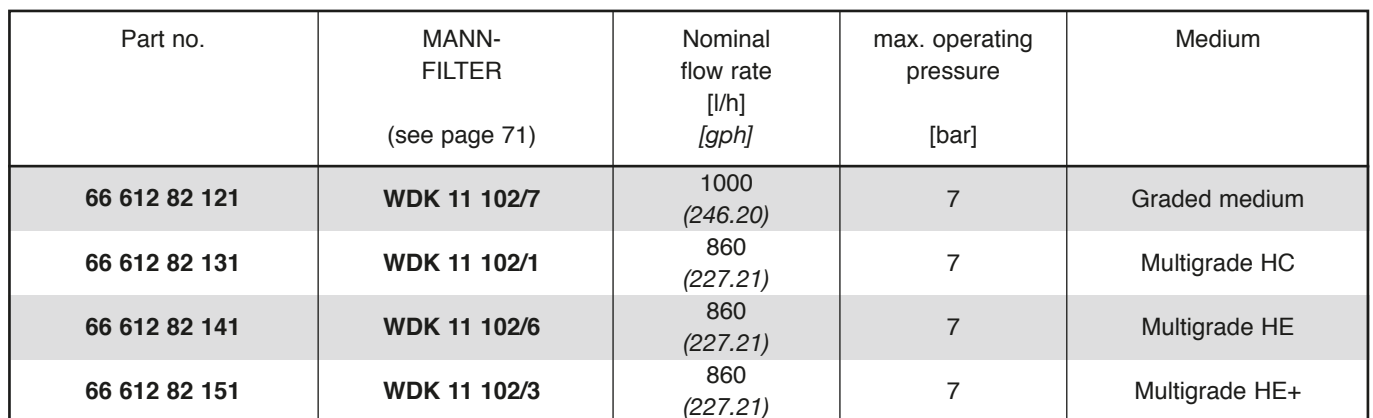 Part no. MANN- Nominal max. operating Medium
FILTER flow rate pressure
[l/h]
(see page 71) [gph] [bar]
66 612 82 121 WDK 11 102/7 1000 7 Graded medium
(246.20)
66 612 82 131 WDK 11 102/1 860 7 Multigrade HC
(227.21)
66 612 82 141 WDK 11 102/6 860 7 Multigrade HE
(227.21)
66 612 82 151 WDK 11 102/3 860 7 Multigrade HE+
(227.21)